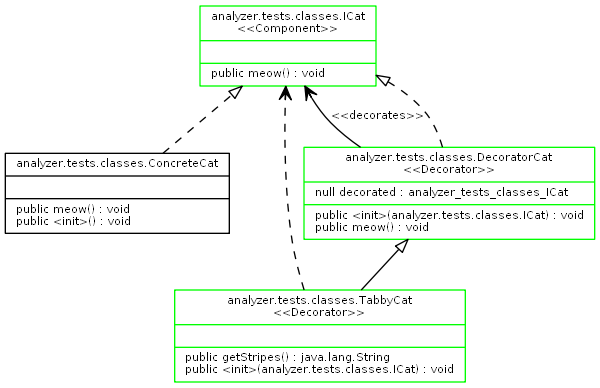 analyzer.tests.classes.ICat
<<Component>>
public meow() : void
<<decorates>>
analyzer.tests.classes.ConcreteCat
public meow() : void
public <init>() : void
analyzer.tests.classes.DecoratorCat
<<Decorator>>
null decorated : analyzer_tests_classes_ICat
public <init>(analyzer.tests.classes.ICat) : void
public meow() : void
analyzer.tests.classes.TabbyCat
<<Decorator>>
public getStripes() : java.lang.String
public <init>(analyzer.tests.classes.ICat) : void